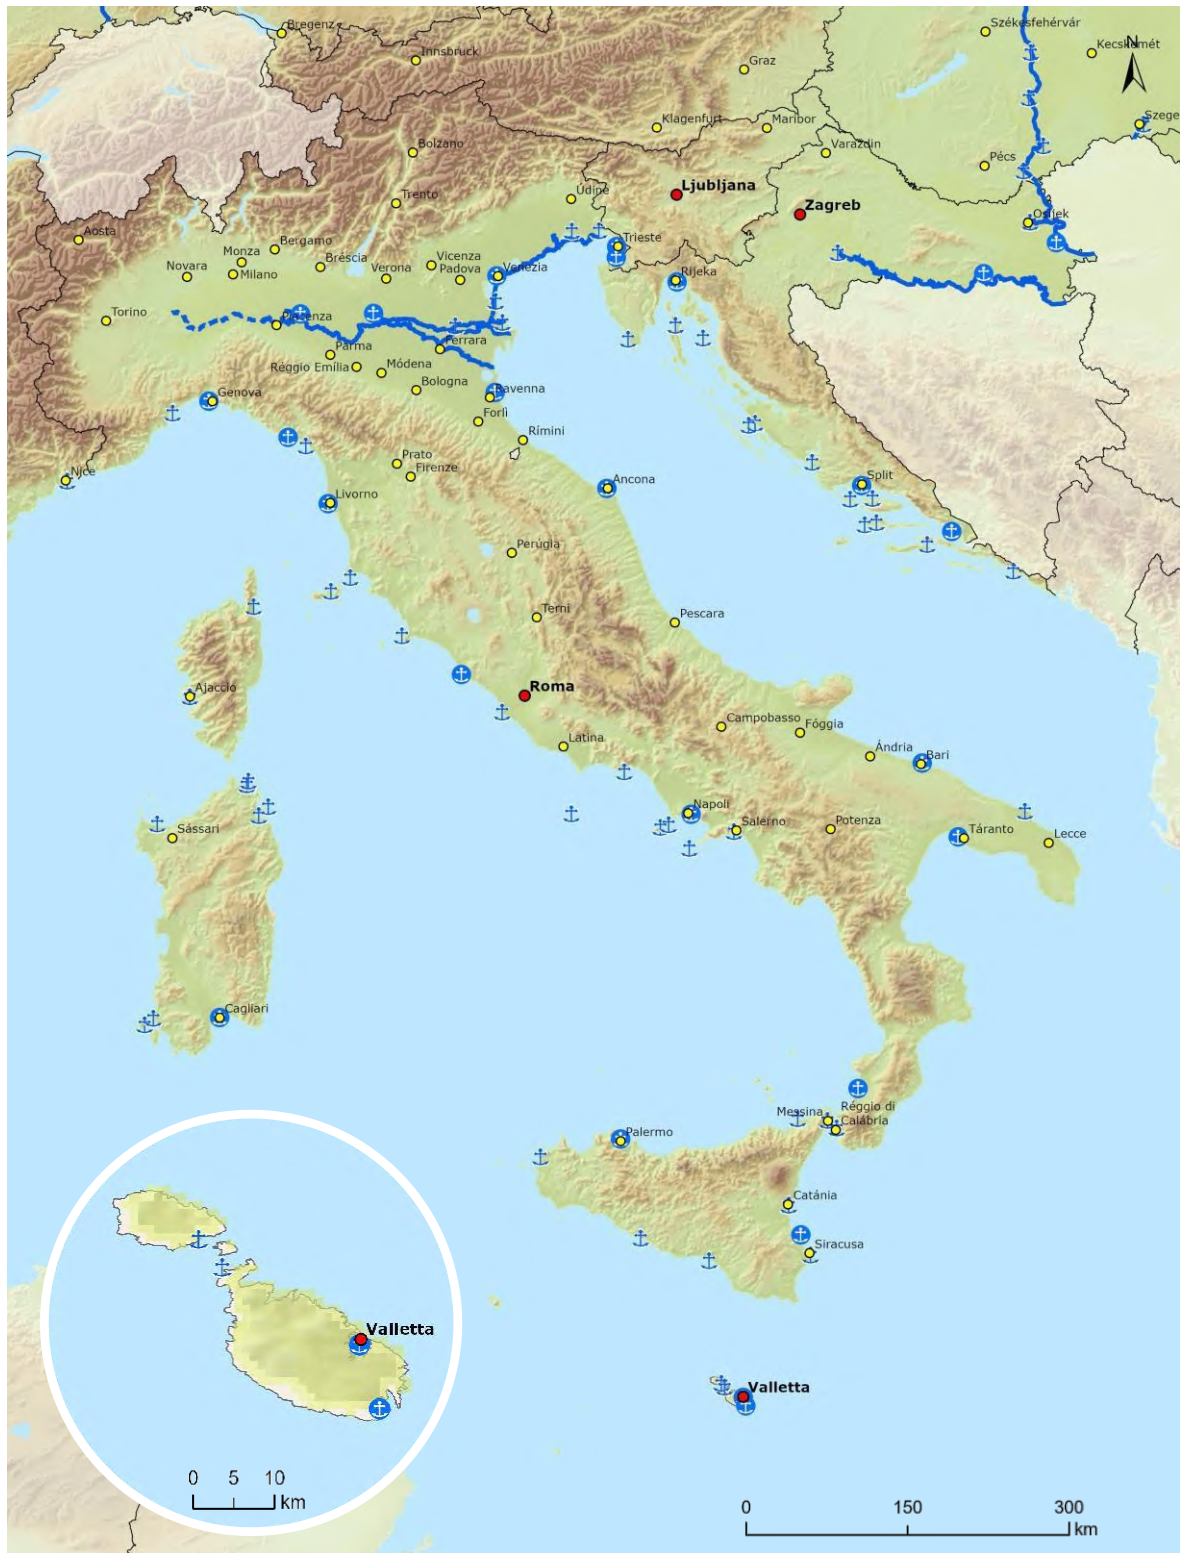 Bregenz
Innsbruck
Graz
Székesfehérvár
N
Kecskemét
Klagenfurt
Maribor
Szege
Bolzano
Varazdin
Pécs
Trento
Udine
Ljubljana
Zagreb
Osijek
Aosta
Trieste
Bergamo
Monza
Bréscia
Vicenza
Novara
Milano
Verona
Padova
Venezia
Rijeka
Torino
Piacenza
Parma
Ferrara
Réggio Emília
Módena
Bologna
Genova
Ravenna
Forlì
Rímini
Nice
Prato
Firenze
Split
Livorno
Ancona
Perúgia
Terni
Pescara
Ajaccio
Roma
Campobasso
Fóggia
Latina
Ándria
Bari
Sássari
Napoli
Salerno
Potenza
Táranto
Lecce
Cagliari
Messina
Réggio di
Calábria
Palermo
Catánia
Siracusa
Valletta
Valletta
0 5 10
km
0 150 300
km